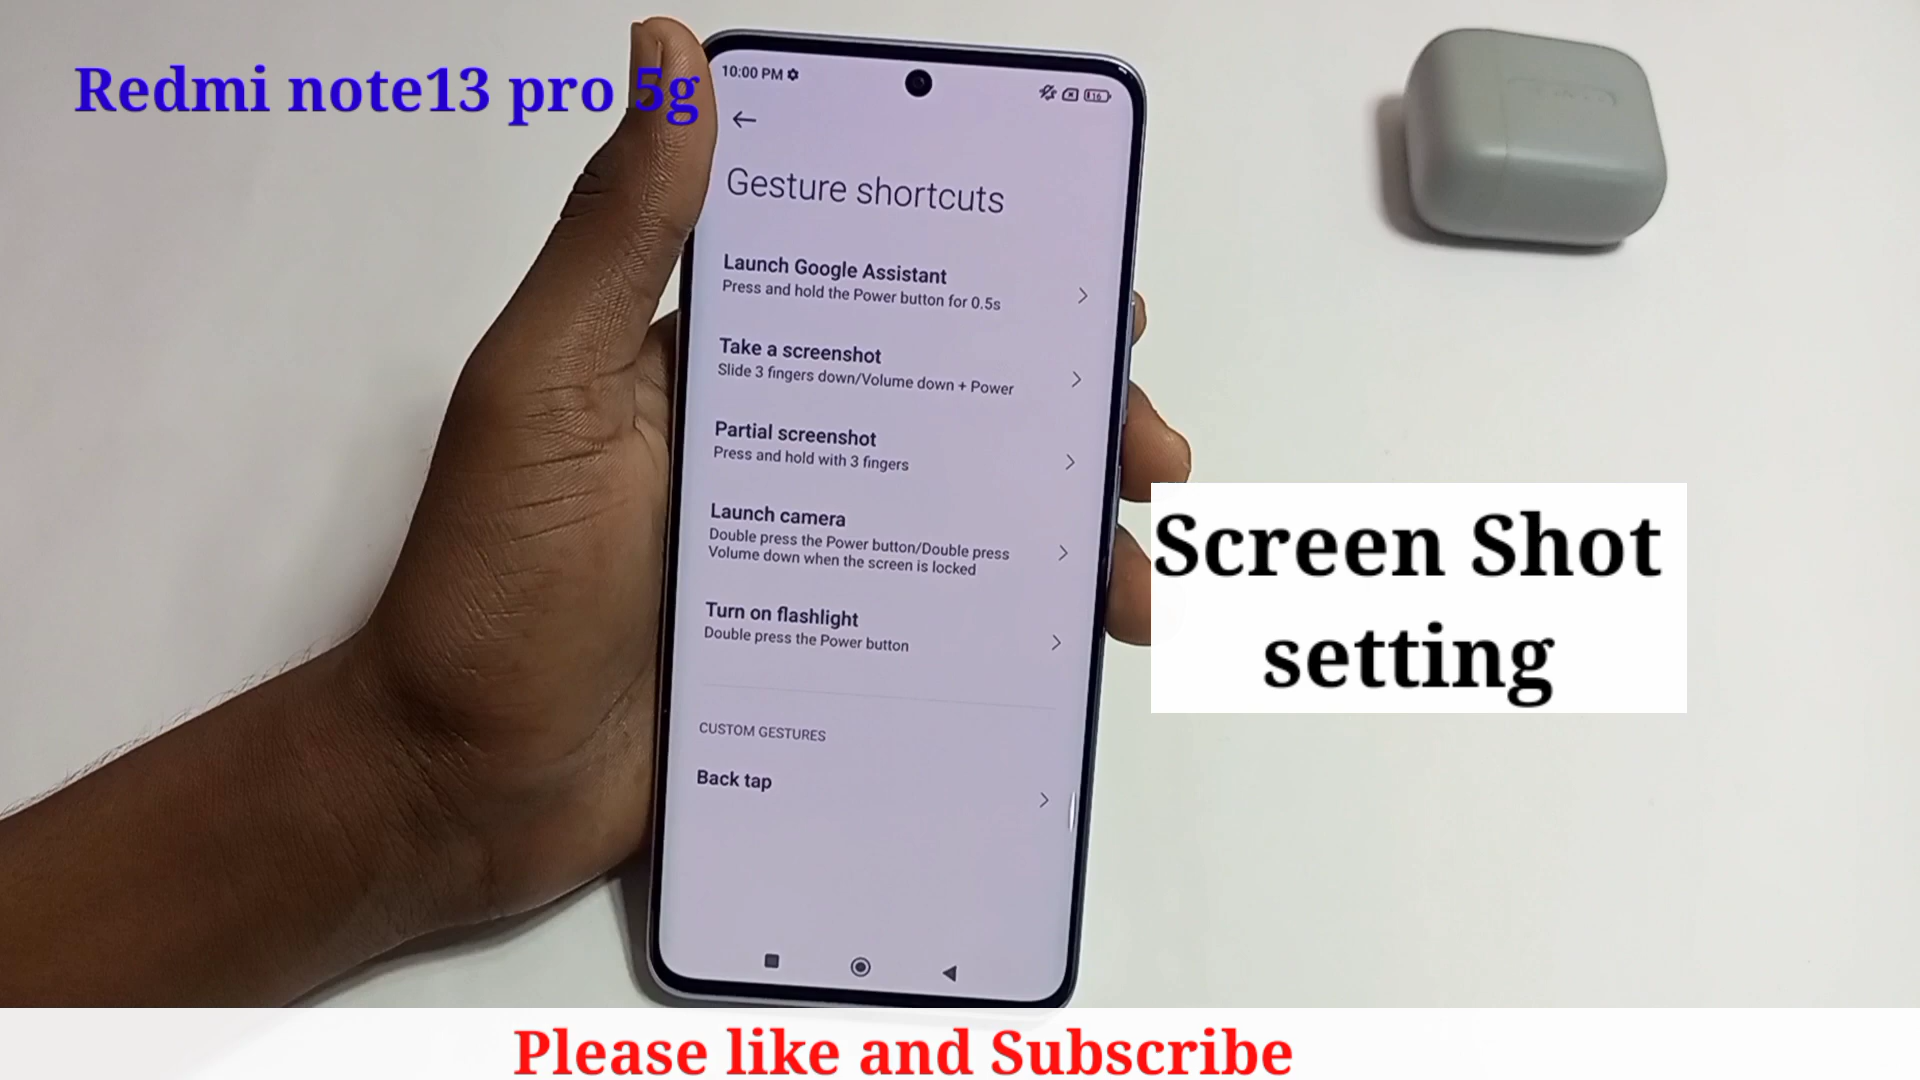 Redmi note13 pro 5g
10:00 PM
16
Gesture shortcuts
Launch Google Assistant
Press and hold the Power button for 0.5s
Take a screenshot
Slide 3 fingers down/Volume down + Power
Partial screenshot
Press and hold with 3 fingers
Launch camera
Double press the Power button/Double press
Volume down when the screen is locked
Turn on flashlight
Double press the Power button
CUSTOM GESTURES
Back tap
Screen Shot
setting
Please like and Subscribe